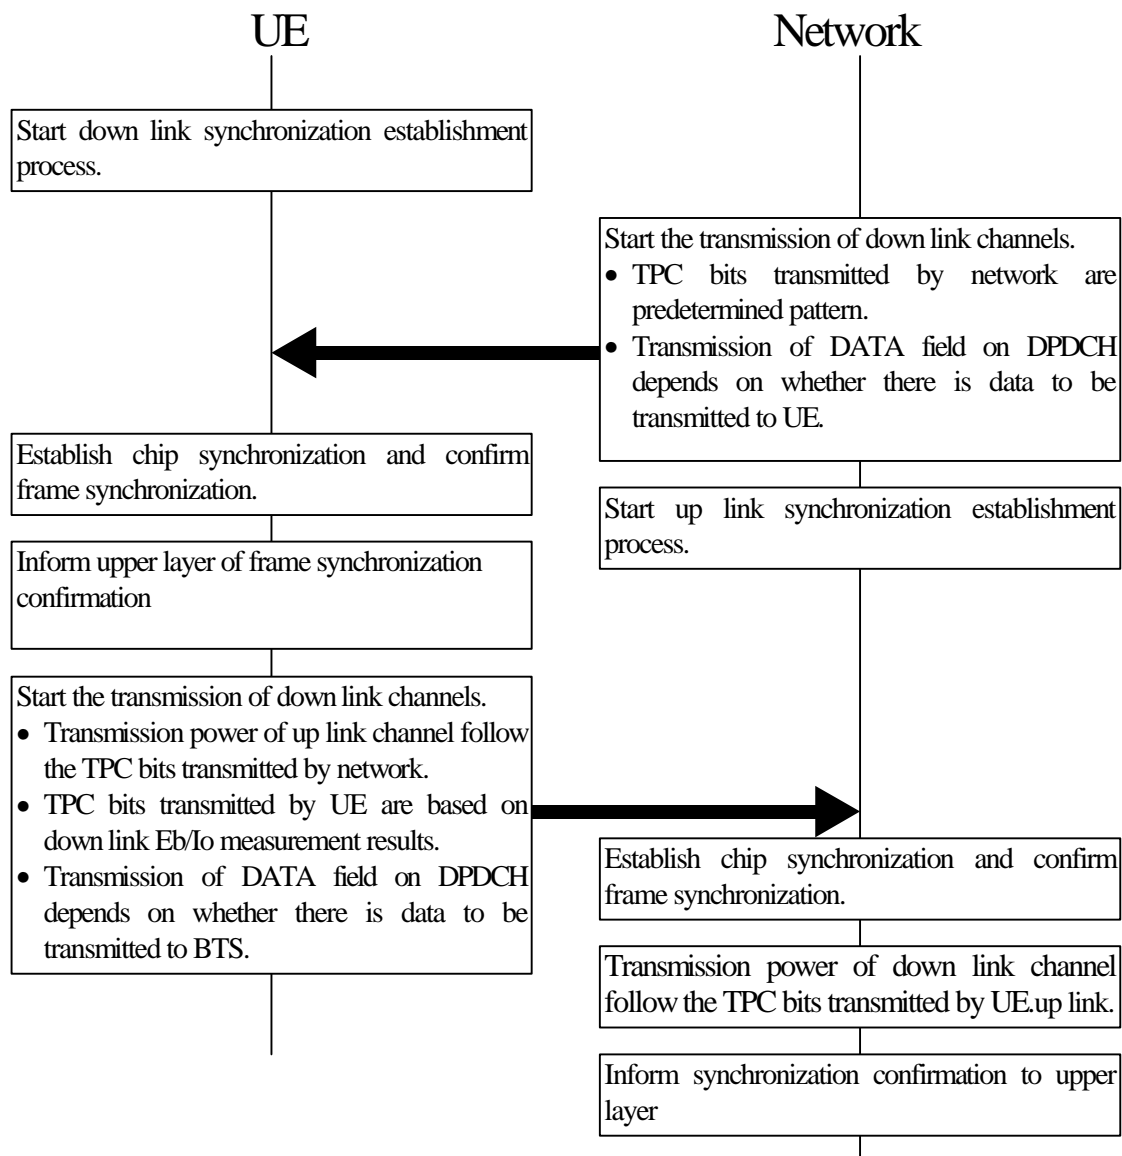 UE
Network
Start down link synchronization establishment
process.
Start the transmission of down link channels.
• TPC bits transmitted by network are
predetermined pattern.
• Transmission of DATA field on DPDCH
depends on whether there is data to be
transmitted to UE.
Establish chip synchronization and confirm
frame synchronization.
Start up link synchronization establishment
process.
Inform upper layer of frame synchronization
confirmation
Start the transmission of down link channels.
• Transmission power of up link channel follow
the TPC bits transmitted by network.
• TPC bits transmitted by UE are based on
down link Eb/Io measurement results.
• Transmission of DATA field on DPDCH
depends on whether there is data to be
transmitted to BTS.
Establish chip synchronization and confirm
frame synchronization.
Transmission power of down link channel
follow the TPC bits transmitted by UE.up link.
Inform synchronization confirmation to upper
layer